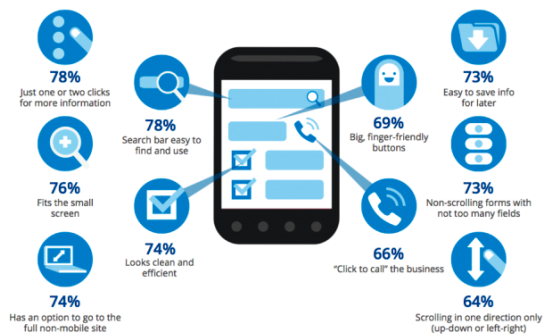 78%
Just one or two clicks
for more information
78%
Search bar easy to
find and use
69%
Big, finger-friendly
buttons
73%
Easy to save info
for later
76%
Fits the small
screen
74%
Looks clean and
efficient
66%
"Click to call" the business
73%
Non-scrolling forms with
not too many fields
74%
Has an option to go to the
full non-mobile site
64%
Scrolling in one direction only
(up-down or left-right)